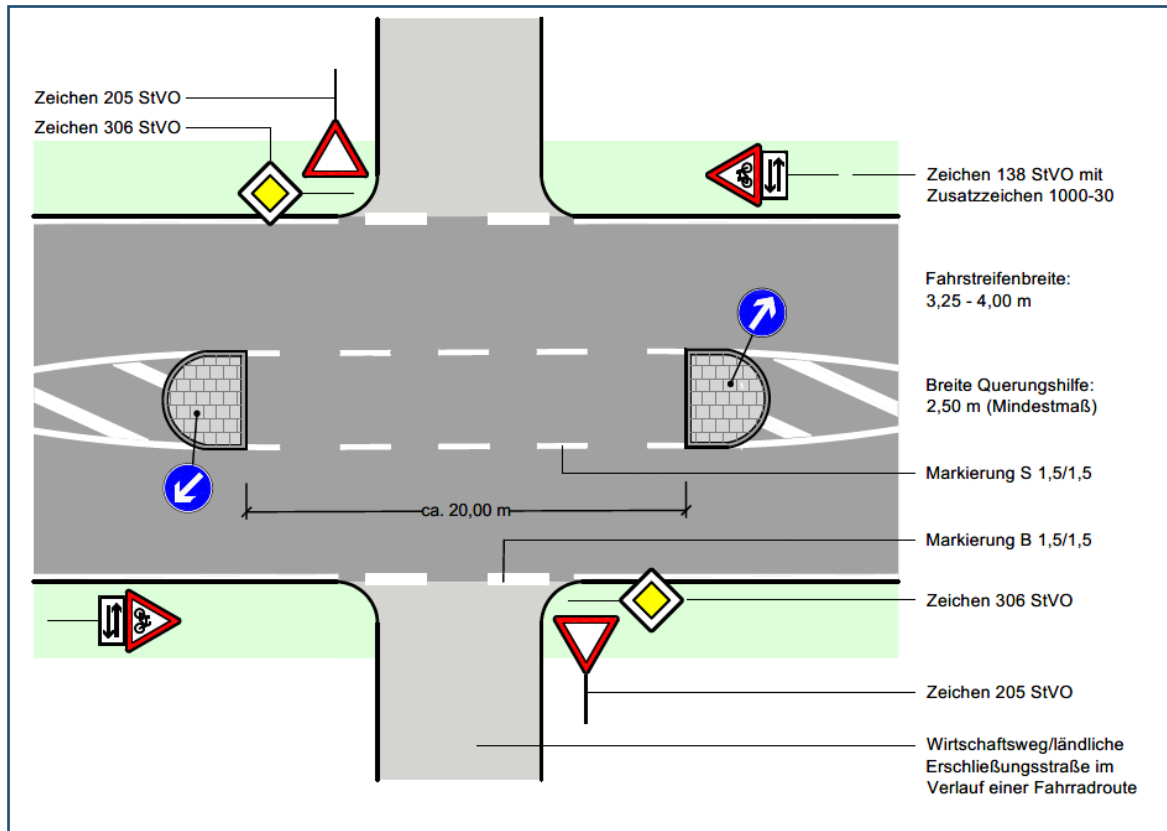 Zeichen 205 StVO
Zeichen 306 StVO
Zeichen 138 StVO mit
Zusatzzeichen 1000-30
Fahrstreifenbreite:
3,25 - 4,00 m
Breite Querungshilfe:
2,50 m (Mindestmaß)
Markierung S 1,5/1,5
ca. 20,00 m
Markierung B 1,5/1,5
Zeichen 306 StVO
Zeichen 205 StVO
Wirtschaftsweg/ländliche
Erschließungsstraße im
Verlauf einer Fahrradroute